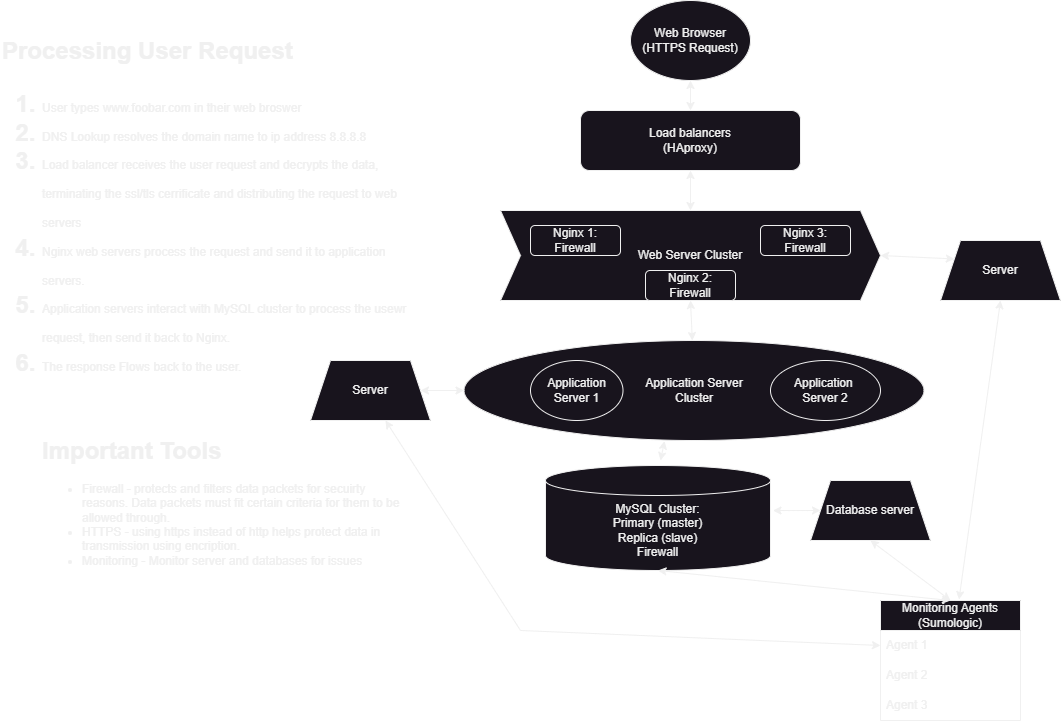 Processing User Request
1. User types www.foobar.com in their web broswer
2. DNS Lookup resolves the domain name to ip address 8.8.8.8
3. Load balancer receives the user request and decrypts the data,
terminating the ssl/tls cerrificate and distributing the request to web
servers
4. Nginx web servers process the request and send it to application
servers.
5. Application servers interact with MySQL cluster to process the usewr
request, then send it back to Nginx.
6. The response Flows back to the user.
Important Tools
• Firewall - protects and filters data packets for securirty
reasons. Data packets must fit certain criteria for them to be
allowed through.
• HTTPS - using https instead of http helps protect data in
transmission using encription
• Monitoring - Monitor server and databases for issues
Web Browser
(HTTPS Request)
Load balancers
(HAproxy)
Nginx 1:
Firewall
Nginx 3:
Firewall
Web Server Cluster
Nginx 2:
Firewall
Server
Server
Application
Server 1
Application Server
Cluster
Application
Server 2
MySQL Cluster:
Primary (master)
Replica (slave)
Firewall
Database server
Monitoring Agents
(Sumologic)
Agent 1
Agent 2
Agent 3